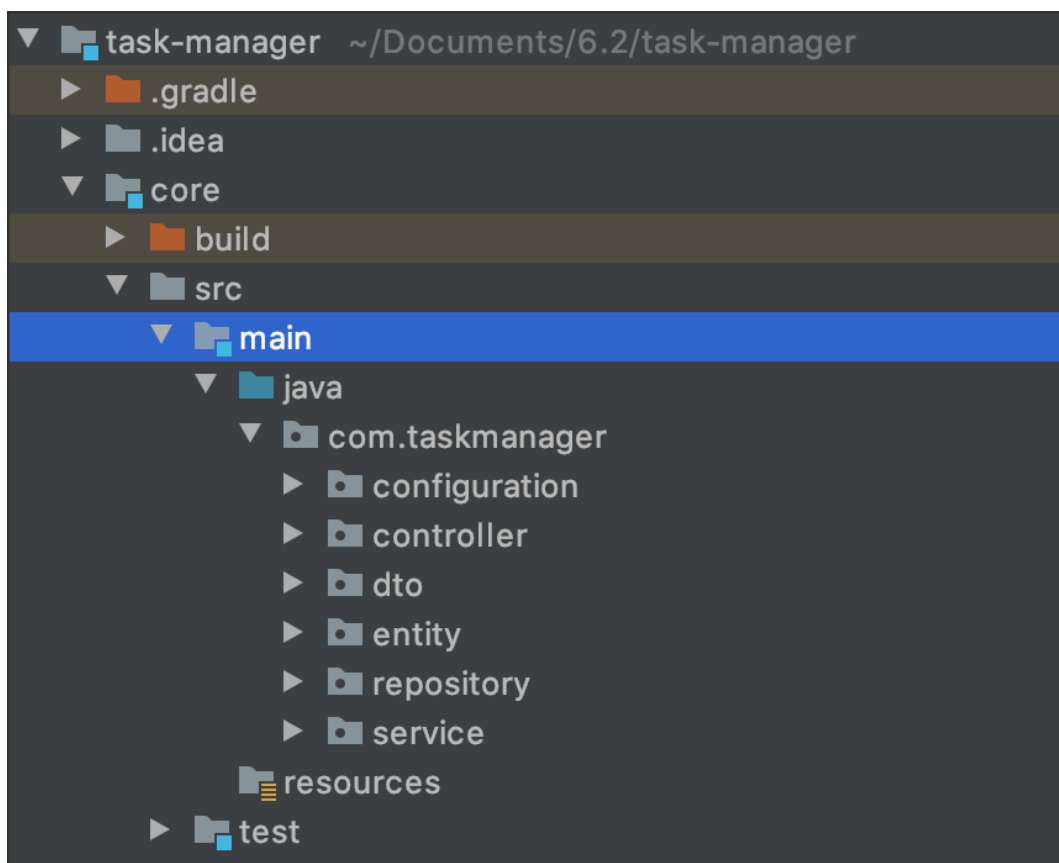 task-manager ~/Documents/6.2/task-manager
.gradle
.idea
core
build
src
main
java
com.taskmanager
configuration
controller
dto
entity
repository
service
resources
test